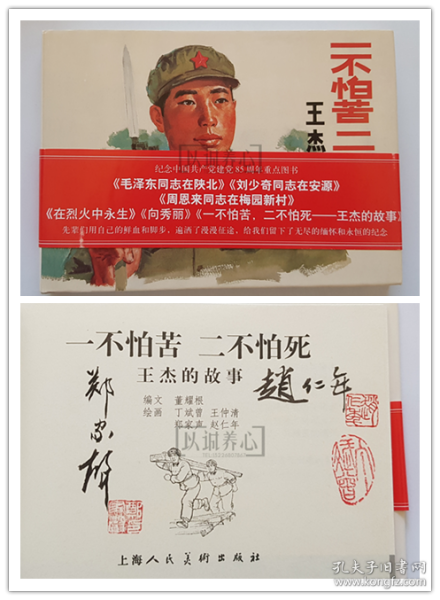 一不怕苦二
王杰
以诚养心
纪念中国共产党建党85周年重点图书
《毛泽东同志在陕北》《刘少奇同志在安源》
《周恩来同志在梅园新村》
《在烈火中永生》《向秀丽》《一不怕苦，二不怕死——王杰的故事》
先辈们用自己的鲜血和脚步，遍洒了漫漫征途，给我们留下了无尽的缅怀和永恒的纪念
一不怕苦 二不怕死
王杰的故事
趙仁年
编文 董耀根
绘画 丁斌曾 王仲清
郑家声 赵仁年
以诚养心
上海人民美术出版社
孔夫子旧书网
www.kongfz.com